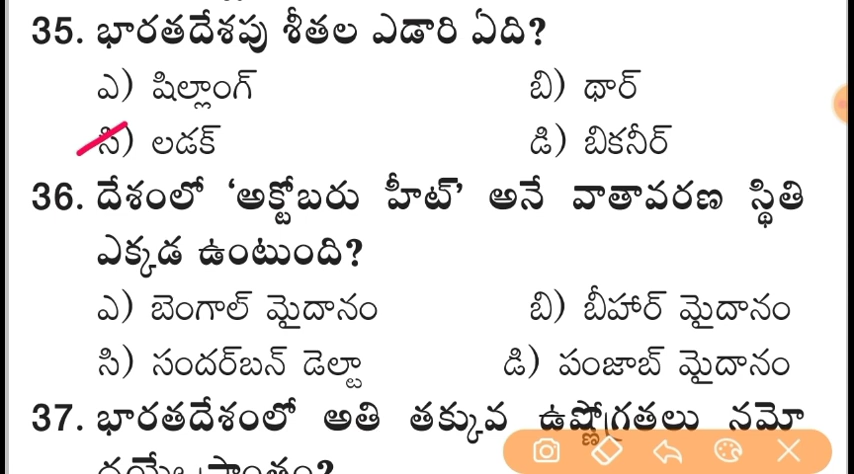 35. భారతదేశపు శీతల ఎడారి ఏది?
ఎ) షిల్లాంగ్ బి) థార్
సి) లడక్ డి) బికనీర్
36. దేశంలో ‘అక్టోబరు హీట్’ అనే వాతావరణ స్థితి
ఎక్కడ ఉంటుంది?
ఎ) బెంగాల్ మైదానం బి) బీహార్ మైదానం
సి) సందర్‌బన్ డెల్టా డి) పంజాబ్ మైదానం
37. భారతదేశంలో అతి తక్కువ ఉష్ణోగ్రతలు నమో